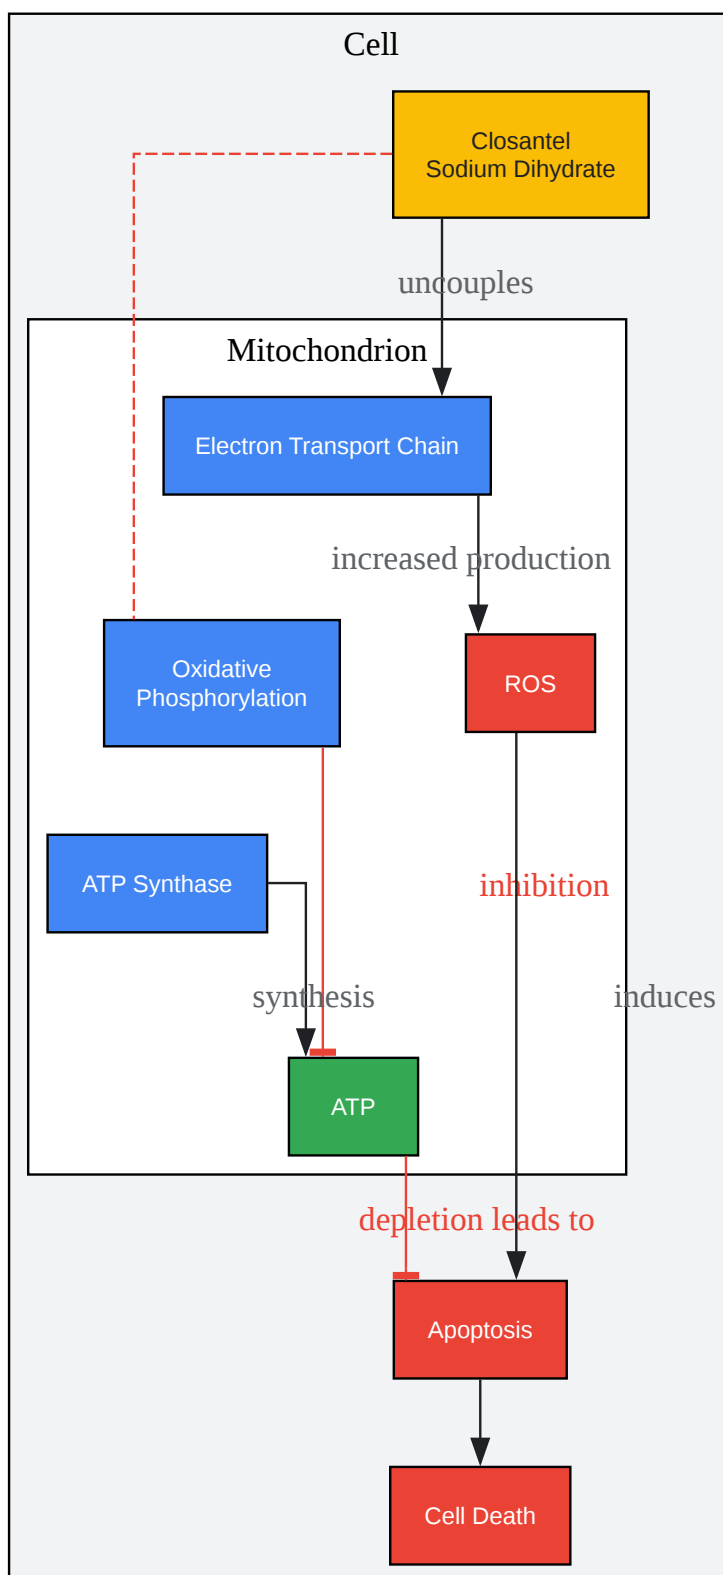 Cell
Closantel
Sodium Dihydrate
uncouples
Mitochondrion
Electron Transport Chain
increased production
Oxidative
Phosphorylation
ROS
ATP Synthase
inhibition
synthesis
induces
ATP
depletion leads to
Apoptosis
Cell Death